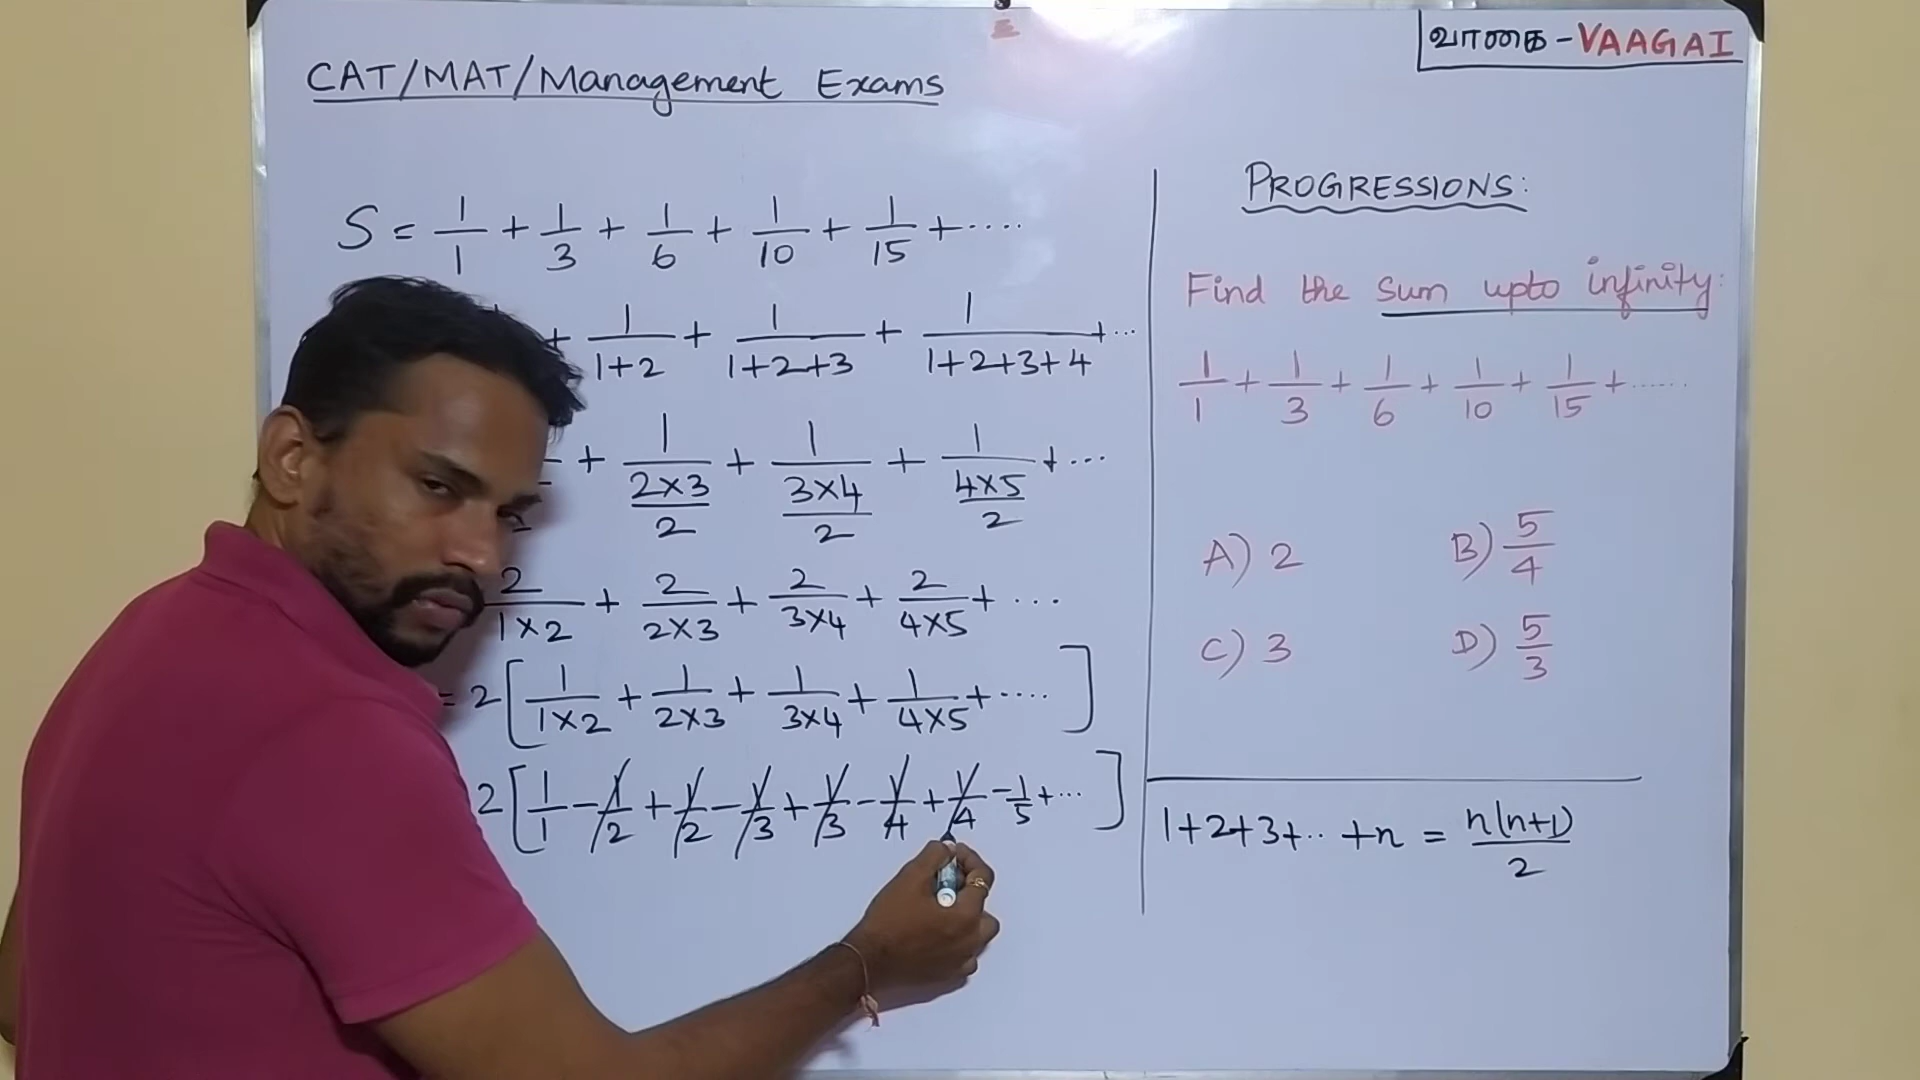 வாகை - VAAGAI
CAT/MAT/Management Exams
S = 1/1 + 1/3 + 1/6 + 1/10 + 1/15 + ....
+ 1/(1+2) + 1/(1+2+3) + 1/(1+2+3+4) + ...
+ 1/((2×3)/2) + 1/((3×4)/2) + 1/((4×5)/2) + ...
2/(1×2) + 2/(2×3) + 2/(3×4) + 2/(4×5) + ...
= 2[1/(1×2) + 1/(2×3) + 1/(3×4) + 1/(4×5) + ....]
2[1/1 - 1/2 + 1/2 - 1/3 + 1/3 - 1/4 + 1/4 - 1/5 + ...]
PROGRESSIONS:
Find the sum upto infinity:
1/1 + 1/3 + 1/6 + 1/10 + 1/15 + ......
A) 2 B) 5/4
C) 3 D) 5/3
1+2+3+.. +n = n(n+1)/2